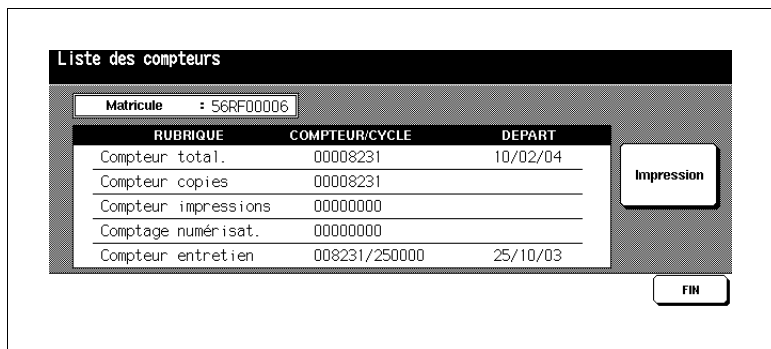 Liste des compteurs
Matricule : 56RF00006
RUBRIQUE COMPTEUR/CYCLE DEPART
Compteur total. 00008231 10/02/04
Compteur copies 00008231
Compteur impressions 00000000
Comptage numérisat. 00000000
Compteur entretien 008231/250000 25/10/03
Impression
FIN